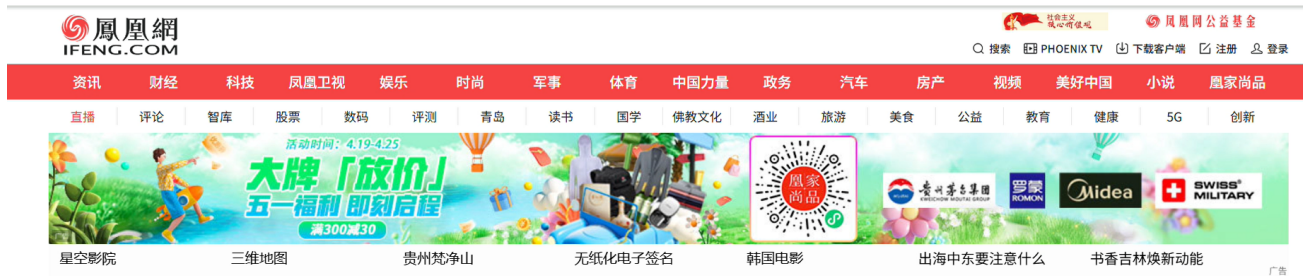 鳳凰網
IFENG.COM
社会主义
核心价值观
凤凰网公益基金
搜索 PHOENIX TV 下载客户端 注册 登录
资讯 财经 科技 凤凰卫视 娱乐 时尚 军事 体育 中国力量 政务 汽车 房产 视频 美好中国 小说 凰家尚品
直播 评论 智库 股票 数码 评测 青岛 读书 国学 佛教文化 酒业 旅游 美食 公益 教育 健康 5G 创新
活动时间：4.19-4.25
大牌「放价」
五一福利 即刻启程
满300减30
凰家
尚品
贵州茅台集团
KWEICHOW MOUTAI GROUP
罗蒙
ROMON
Midea
SWISS®
MILITARY
星空影院 三维地图 贵州梵净山 无纸化电子签名 韩国电影 出海中东要注意什么 书香吉林焕新动能
广告